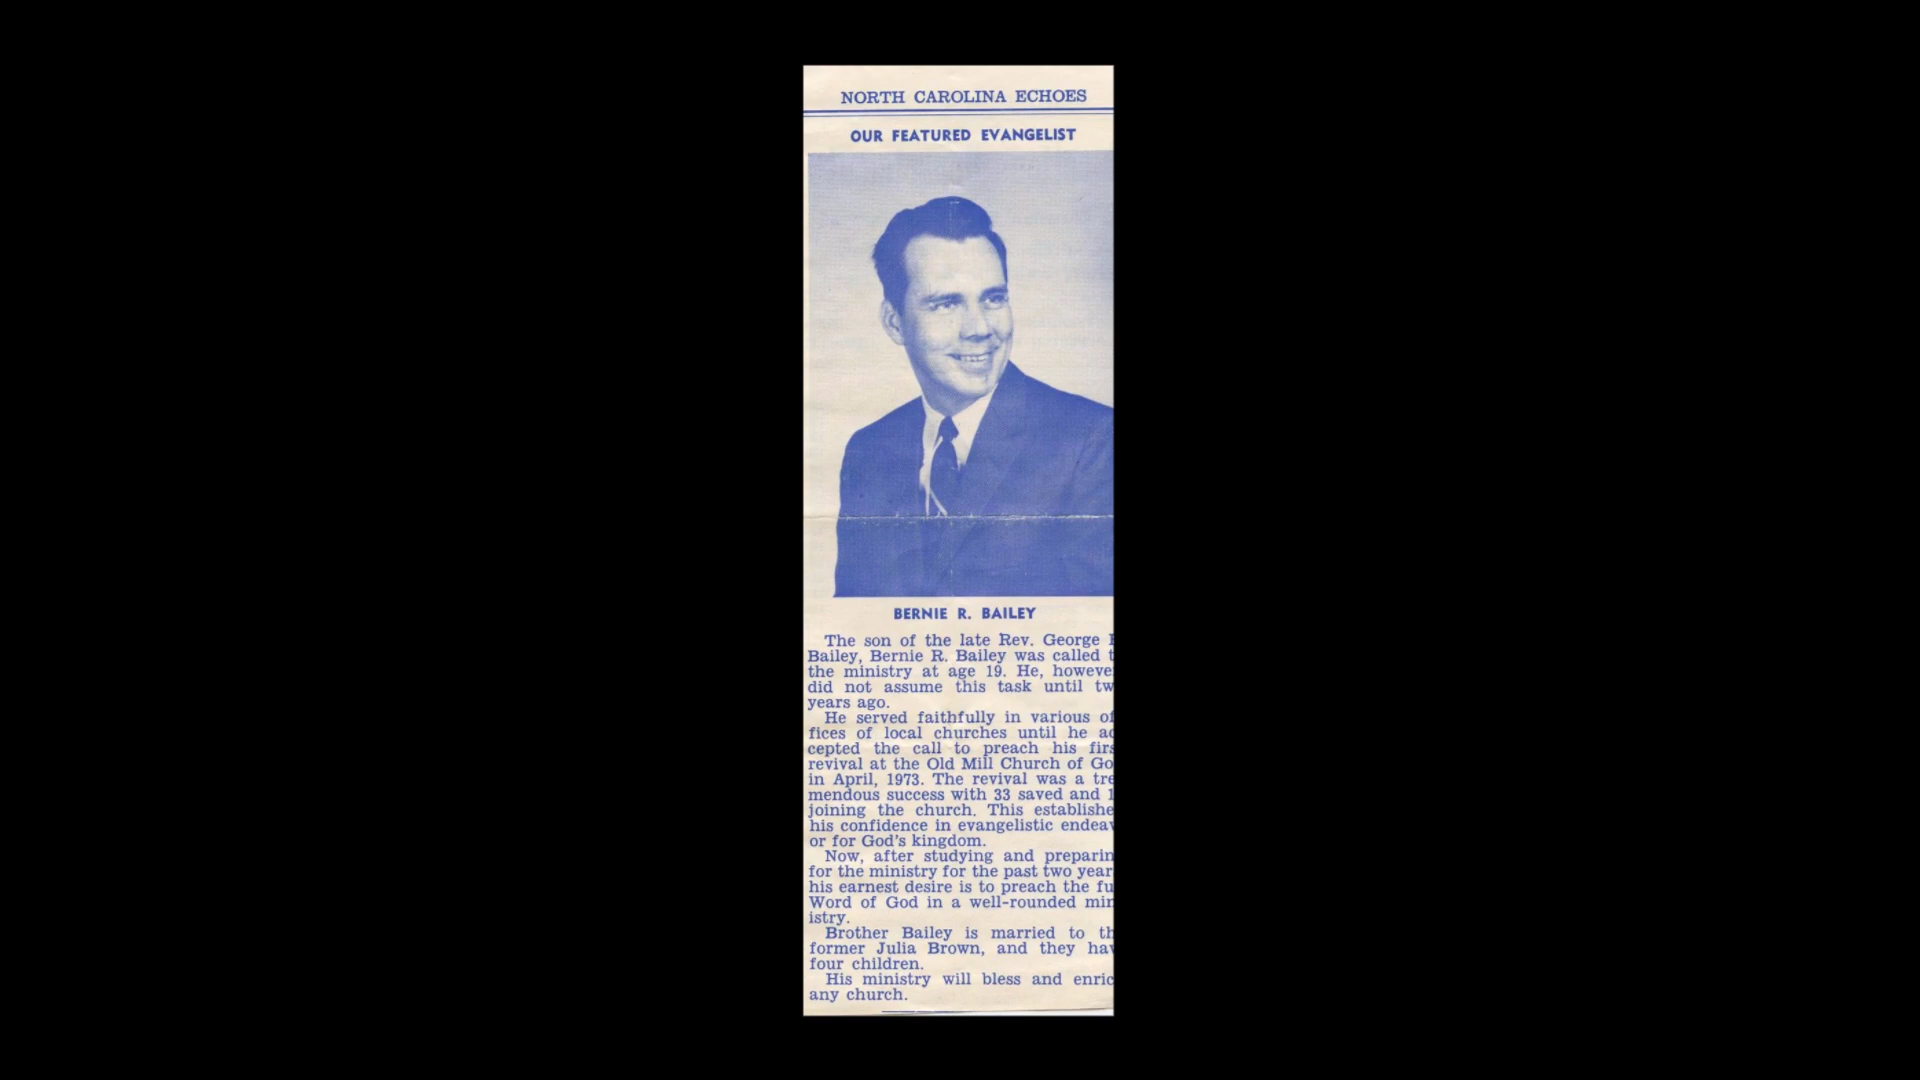 NORTH CAROLINA ECHOES
OUR FEATURED EVANGELIST
BERNIE R. BAILEY
The son of the late Rev. George
Bailey, Bernie R. Bailey was called t
the ministry at age 19. He, howeve
did not assume this task until tw
years ago.
He served faithfully in various of
fices of local churches until he ac
cepted the call to preach his firs
revival at the Old Mill Church of Go
in April, 1973. The revival was a tre
mendous success with 33 saved and 1
joining the church. This establishe
his confidence in evangelistic endeav
or for God's kingdom.
Now, after studying and preparin
for the ministry for the past two year
his earnest desire is to preach the fu
Word of God in a well-rounded min
istry.
Brother Bailey is married to th
former Julia Brown, and they hav
four children.
His ministry will bless and enric
any church.